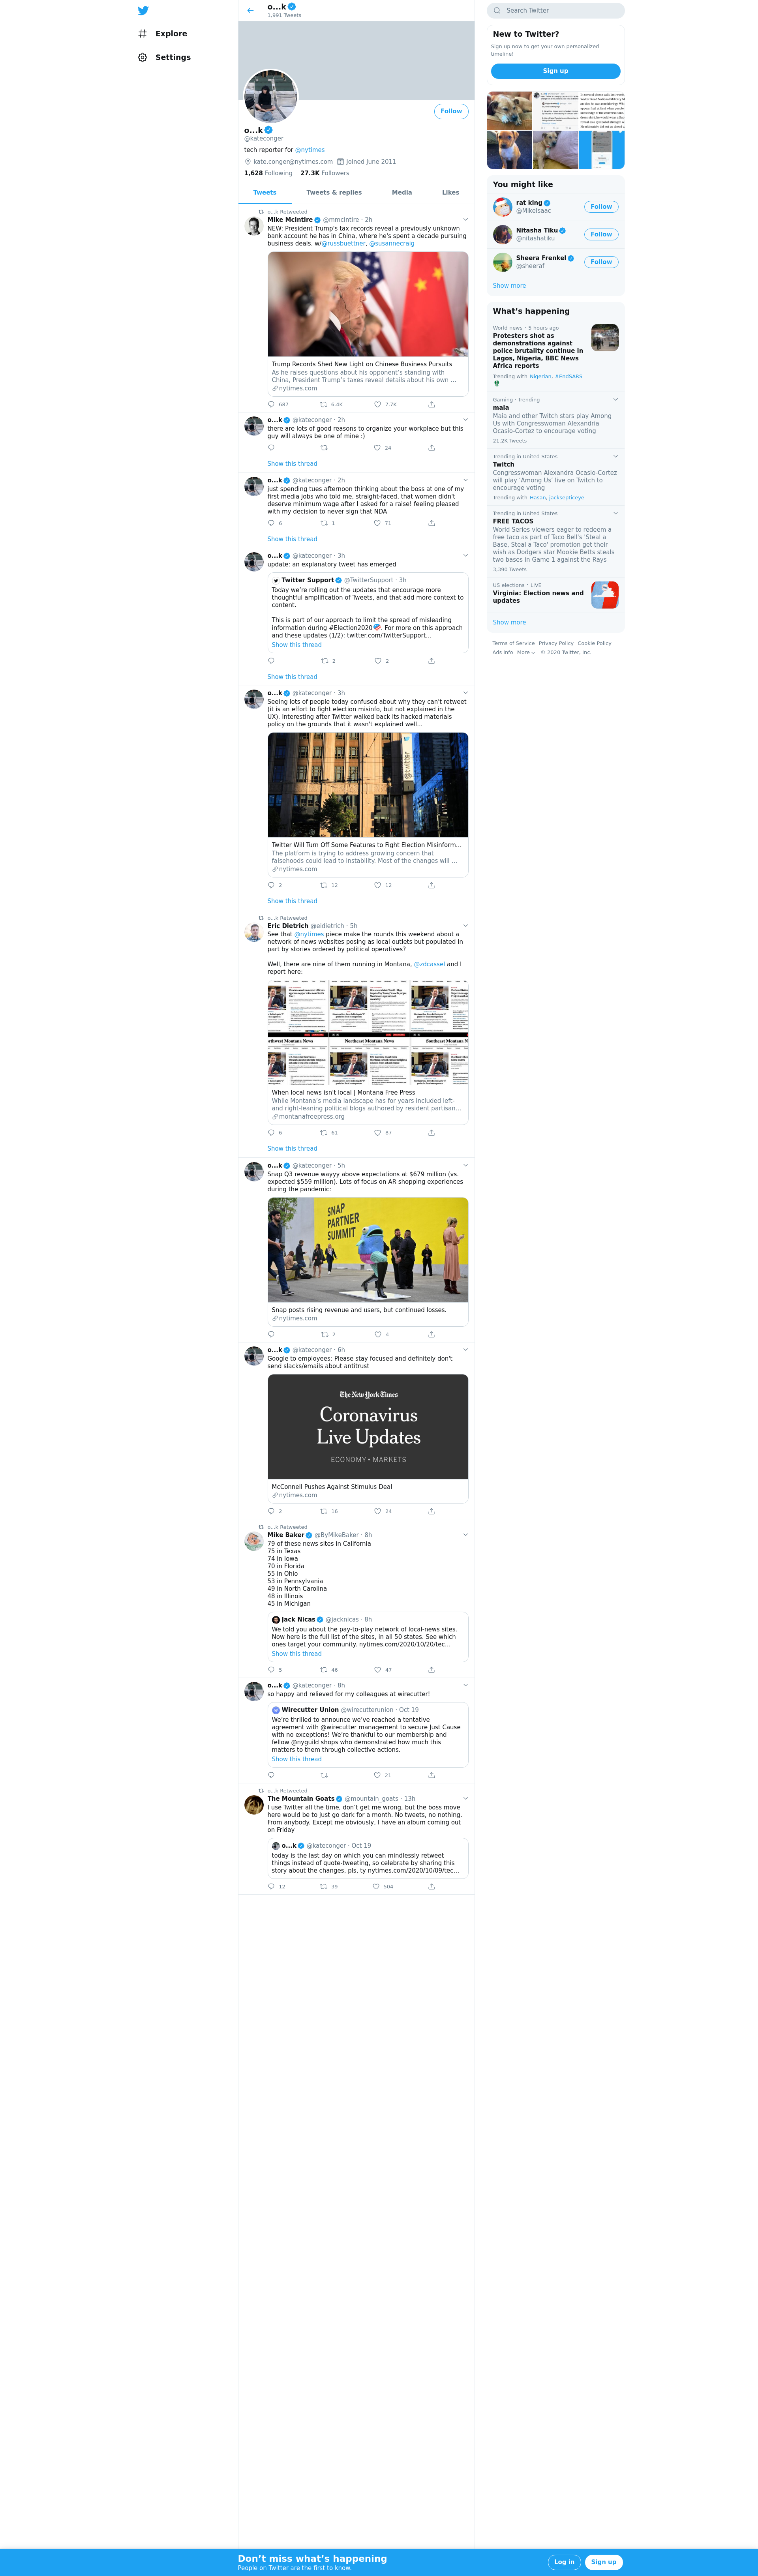 Explore
Settings
o...k
1,991 Tweets
Follow
o...k
@kateconger
tech reporter for @nytimes
kate.conger@nytimes.com Joined June 2011
1,628 Following 27.3K Followers
Tweets Tweets & replies Media Likes
o...k Retweeted
Mike McIntire @mmcintire · 2h
NEW: President Trump's tax records reveal a previously unknown
bank account he has in China, where he's spent a decade pursuing
business deals. w/@russbuettner, @susannecraig
Trump Records Shed New Light on Chinese Business Pursuits
As he raises questions about his opponent's standing with
China, President Trump's taxes reveal details about his own ...
nytimes.com
687 6.4K 7.7K
o...k @kateconger · 2h
there are lots of good reasons to organize your workplace but this
guy will always be one of mine :)
24
Show this thread
o...k @kateconger · 2h
just spending tues afternoon thinking about the boss at one of my
first media jobs who told me, straight-faced, that women didn't
deserve minimum wage after I asked for a raise! feeling pleased
with my decision to never sign that NDA
6 1 71
Show this thread
o...k @kateconger · 3h
update: an explanatory tweet has emerged
Twitter Support @TwitterSupport · 3h
Today we're rolling out the updates that encourage more
thoughtful amplification of Tweets, and that add more context to
content.
This is part of our approach to limit the spread of misleading
information during #Election2020. For more on this approach
and these updates (1/2): twitter.com/TwitterSupport...
Show this thread
2 2
Show this thread
o...k @kateconger · 3h
Seeing lots of people today confused about why they can't retweet
(it is an effort to fight election misinfo, but not explained in the
UX). Interesting after Twitter walked back its hacked materials
policy on the grounds that it wasn't explained well...
Twitter Will Turn Off Some Features to Fight Election Misinform...
The platform is trying to address growing concern that
falsehoods could lead to instability. Most of the changes will ...
nytimes.com
2 12 12
Show this thread
o...k Retweeted
Eric Dietrich @eidietrich · 5h
See that @nytimes piece make the rounds this weekend about a
network of news websites posing as local outlets but populated in
part by stories ordered by political operatives?
Well, there are nine of them running in Montana, @zdcassel and I
report here:
thwest Montana News Northeast Montana News Southeast Montana N
When local news isn't local | Montana Free Press
While Montana's media landscape has for years included left-
and right-leaning political blogs authored by resident partisan...
montanafreepress.org
6 61 87
Show this thread
o...k @kateconger · 5h
Snap Q3 revenue wayyy above expectations at $679 million (vs.
expected $559 million). Lots of focus on AR shopping experiences
during the pandemic:
SNAP
PARTNER
SUMMIT
Snap posts rising revenue and users, but continued losses.
nytimes.com
2 4
o...k @kateconger · 6h
Google to employees: Please stay focused and definitely don't
send slacks/emails about antitrust
The New York Times
Coronavirus
Live Updates
ECONOMY • MARKETS
McConnell Pushes Against Stimulus Deal
nytimes.com
2 16 24
o...k Retweeted
Mike Baker @ByMikeBaker · 8h
79 of these news sites in California
75 in Texas
74 in Iowa
70 in Florida
55 in Ohio
53 in Pennsylvania
49 in North Carolina
48 in Illinois
45 in Michigan
Jack Nicas @jacknicas · 8h
We told you about the pay-to-play network of local-news sites.
Now here is the full list of the sites, in all 50 states. See which
ones target your community. nytimes.com/2020/10/20/tec...
Show this thread
5 46 47
o...k @kateconger · 8h
so happy and relieved for my colleagues at wirecutter!
Wirecutter Union @wirecutterunion · Oct 19
We're thrilled to announce we've reached a tentative
agreement with @wirecutter management to secure Just Cause
with no exceptions! We're thankful to our membership and
fellow @nyguild shops who demonstrated how much this
matters to them through collective actions.
Show this thread
21
o...k Retweeted
The Mountain Goats @mountain_goats · 13h
I use Twitter all the time, don't get me wrong, but the boss move
here would be to just go dark for a month. No tweets, no nothing.
From anybody. Except me obviously, I have an album coming out
on Friday
o...k @kateconger · Oct 19
today is the last day on which you can mindlessly retweet
things instead of quote-tweeting, so celebrate by sharing this
story about the changes, pls, ty nytimes.com/2020/10/09/tec...
12 39 504
Search Twitter
New to Twitter?
Sign up now to get your own personalized
timeline!
Sign up
You might like
rat king
@MikeIsaac
Follow
Nitasha Tiku
@nitashatiku
Follow
Sheera Frenkel
@sheeraf
Follow
Show more
What's happening
World news · 5 hours ago
Protesters shot as
demonstrations against
police brutality continue in
Lagos, Nigeria, BBC News
Africa reports
Trending with Nigerian, #EndSARS
Gaming · Trending
maia
Maia and other Twitch stars play Among
Us with Congresswoman Alexandria
Ocasio-Cortez to encourage voting
21.2K Tweets
Trending in United States
Twitch
Congresswoman Alexandra Ocasio-Cortez
will play 'Among Us' live on Twitch to
encourage voting
Trending with Hasan, jacksepticeye
Trending in United States
FREE TACOS
World Series viewers eager to redeem a
free taco as part of Taco Bell's 'Steal a
Base, Steal a Taco' promotion get their
wish as Dodgers star Mookie Betts steals
two bases in Game 1 against the Rays
3,390 Tweets
US elections · LIVE
Virginia: Election news and
updates
Show more
Terms of Service Privacy Policy Cookie Policy
Ads info More © 2020 Twitter, Inc.
Don't miss what's happening
People on Twitter are the first to know.
Log in
Sign up